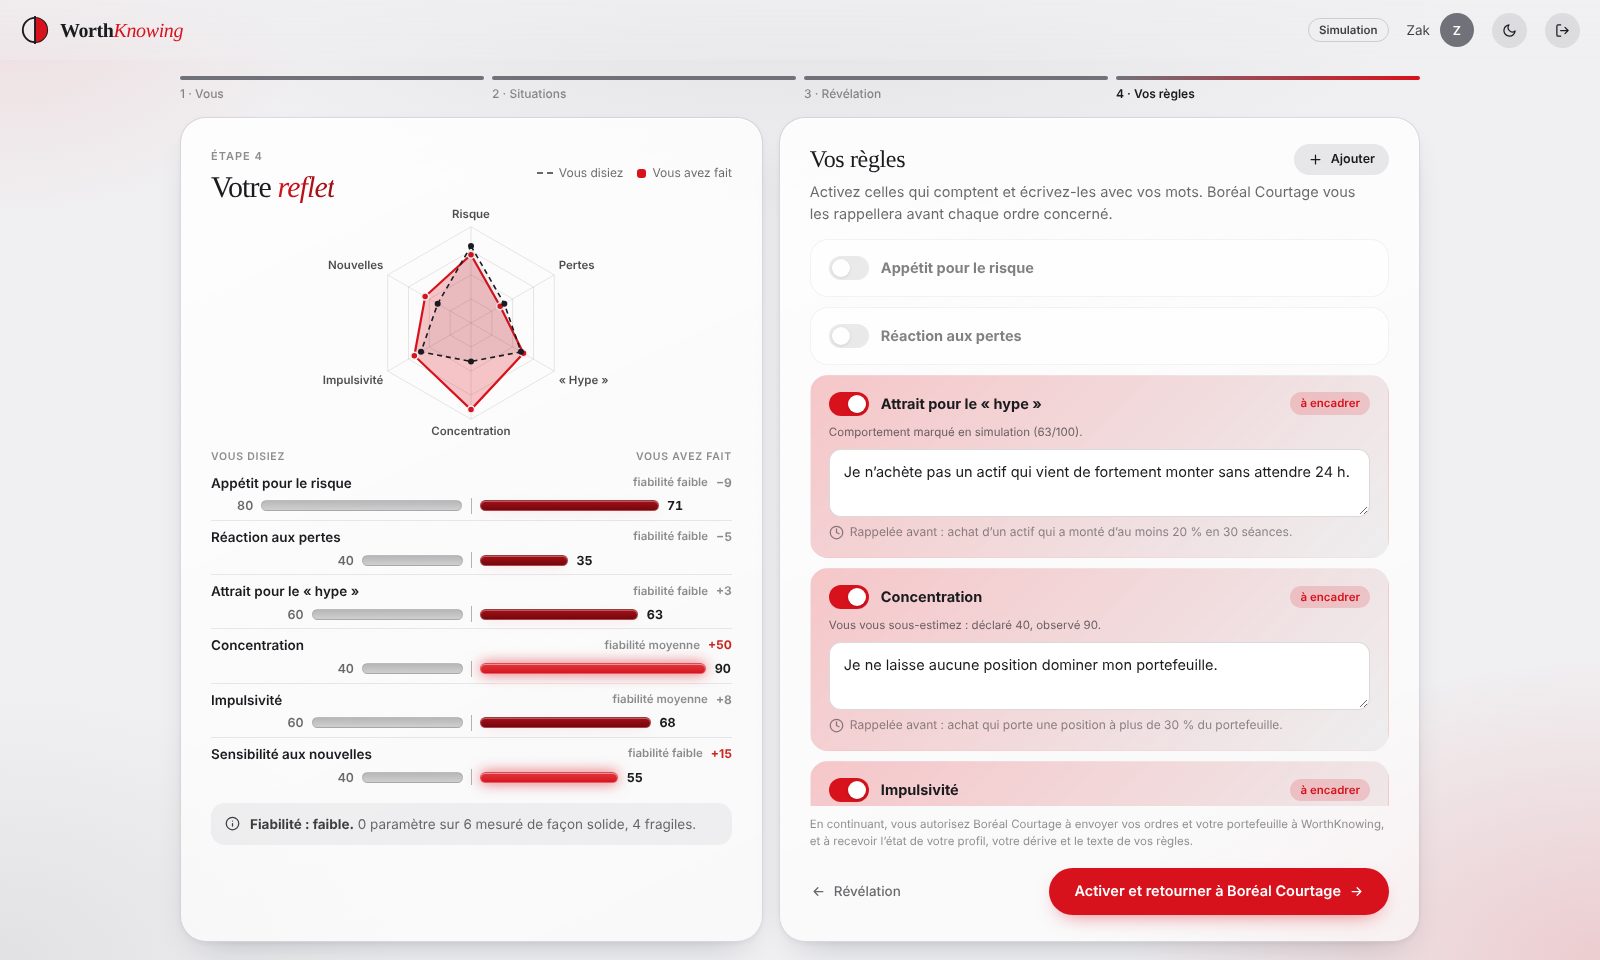 WorthKnowing
Simulation
Zak
Z
1 · Vous
2 · Situations
3 · Révélation
4 · Vos règles
ÉTAPE 4
Votre reflet
Vous disiez
Vous avez fait
Risque
Nouvelles
Pertes
Impulsivité
« Hype »
Concentration
VOUS DISIEZ
VOUS AVEZ FAIT
Appétit pour le risque
fiabilité faible −9
80
71
Réaction aux pertes
fiabilité faible −5
40
35
Attrait pour le « hype »
fiabilité faible +3
60
63
Concentration
fiabilité moyenne +50
40
90
Impulsivité
fiabilité moyenne +8
60
68
Sensibilité aux nouvelles
fiabilité faible +15
40
55
Fiabilité : faible. 0 paramètre sur 6 mesuré de façon solide, 4 fragiles.
Vos règles
Ajouter
Activez celles qui comptent et écrivez-les avec vos mots. Boréal Courtage vous
les rappellera avant chaque ordre concerné.
Appétit pour le risque
Réaction aux pertes
Attrait pour le « hype »
à encadrer
Comportement marqué en simulation (63/100).
Je n’achète pas un actif qui vient de fortement monter sans attendre 24 h.
Rappelée avant : achat d’un actif qui a monté d’au moins 20 % en 30 séances.
Concentration
à encadrer
Vous vous sous-estimez : déclaré 40, observé 90.
Je ne laisse aucune position dominer mon portefeuille.
Rappelée avant : achat qui porte une position à plus de 30 % du portefeuille.
Impulsivité
à encadrer
En continuant, vous autorisez Boréal Courtage à envoyer vos ordres et votre portefeuille à WorthKnowing,
et à recevoir l’état de votre profil, votre dérive et le texte de vos règles.
← Révélation
Activer et retourner à Boréal Courtage →